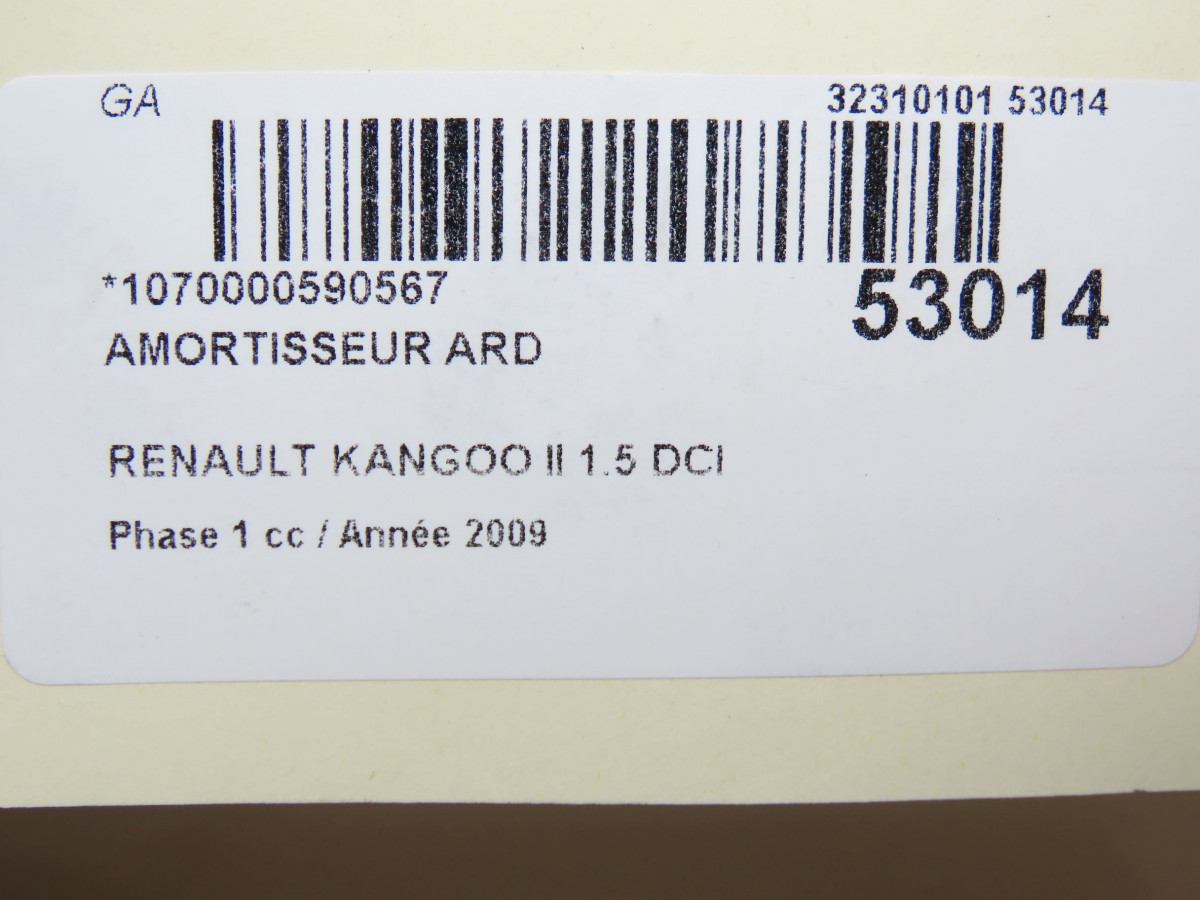 GA 32310101 53014
*1070000590567 53014
AMORTISSEUR ARD
RENAULT KANGOO II 1.5 DCI
Phase 1 cc / Année 2009